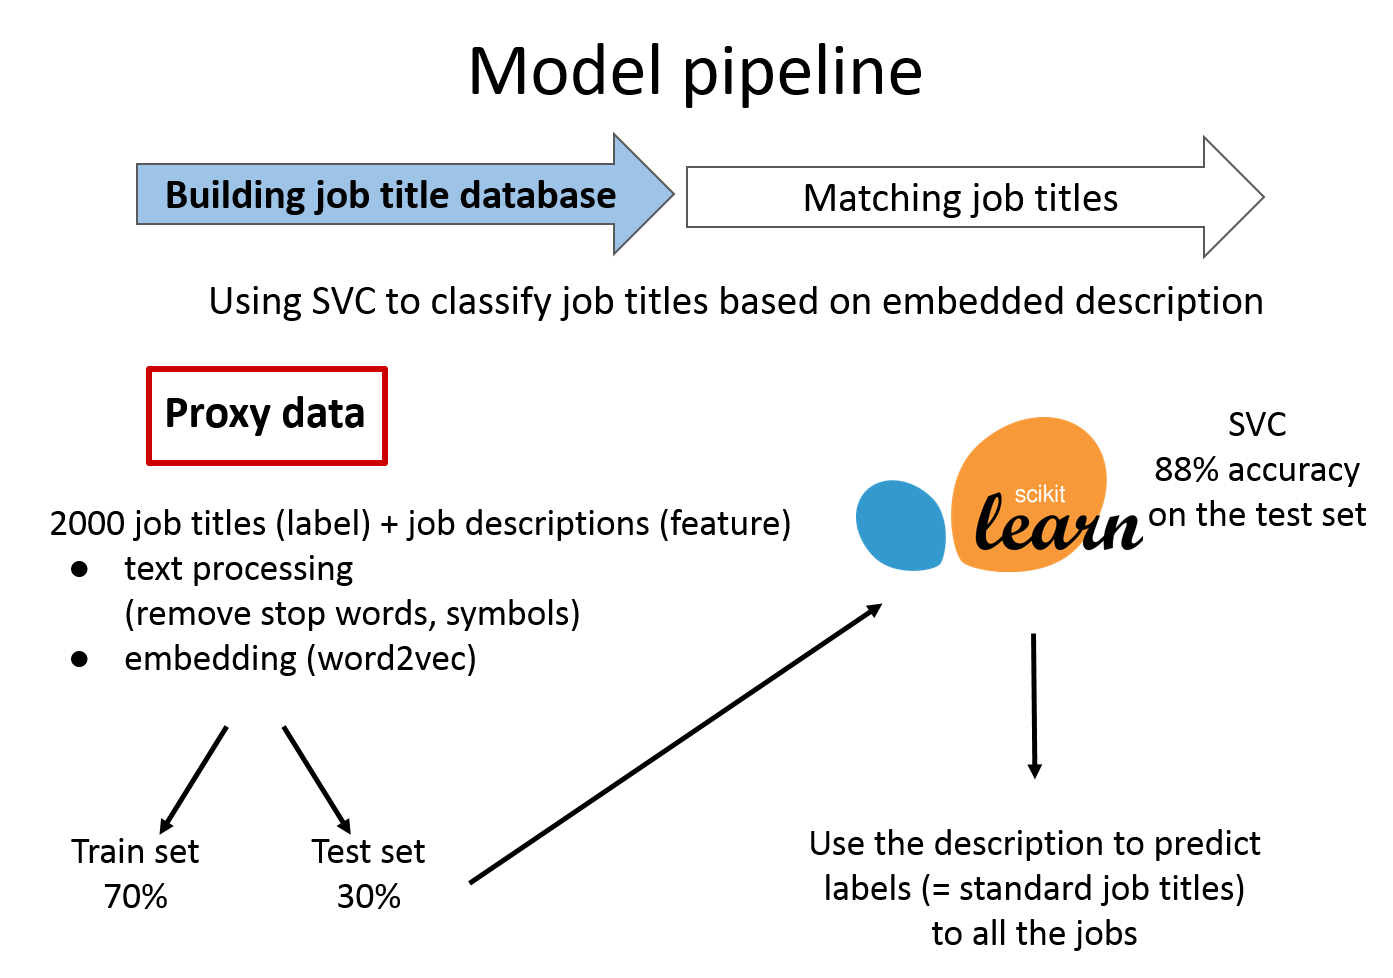 Model pipeline
Building job title database
Matching job titles
Using SVC to classify job titles based on embedded description
Proxy data
2000 job titles (label) + job descriptions (feature)
● text processing
(remove stop words, symbols)
● embedding (word2vec)
Train set
70%
Test set
30%
scikit
learn
SVC
88% accuracy
on the test set
Use the description to predict
labels (= standard job titles)
to all the jobs